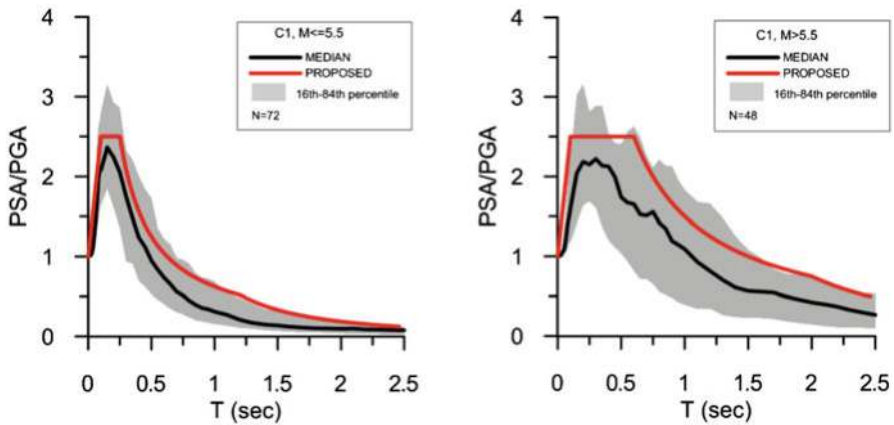 C1, M<=5.5
MEDIAN
PROPOSED
16th-84th percentile
N=72
PSA/PGA
4
3
2
1
0
0 0.5 1 1.5 2 2.5
T (sec)
C1, M>5.5
MEDIAN
PROPOSED
16th-84th percentile
N=48
PSA/PGA
4
3
2
1
0
0 0.5 1 1.5 2 2.5
T (sec)